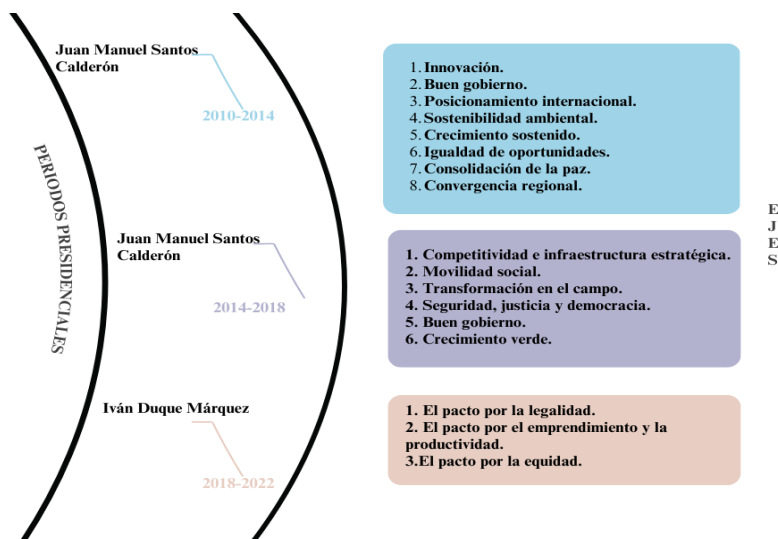 PERIODOS PRESIDENCIALES
Juan Manuel Santos
Calderón
2010-2014
1. Innovación.
2. Buen gobierno.
3. Posicionamiento internacional.
4. Sostenibilidad ambiental.
5. Crecimiento sostenido.
6. Igualdad de oportunidades.
7. Consolidación de la paz.
8. Convergencia regional.
Juan Manuel Santos
Calderón
2014-2018
1. Competitividad e infraestructura estratégica.
2. Movilidad social.
3. Transformación en el campo.
4. Seguridad, justicia y democracia.
5. Buen gobierno.
6. Crecimiento verde.
Iván Duque Márquez
2018-2022
1. El pacto por la legalidad.
2. El pacto por el emprendimiento y la
productividad.
3.El pacto por la equidad.
E
J
E
S